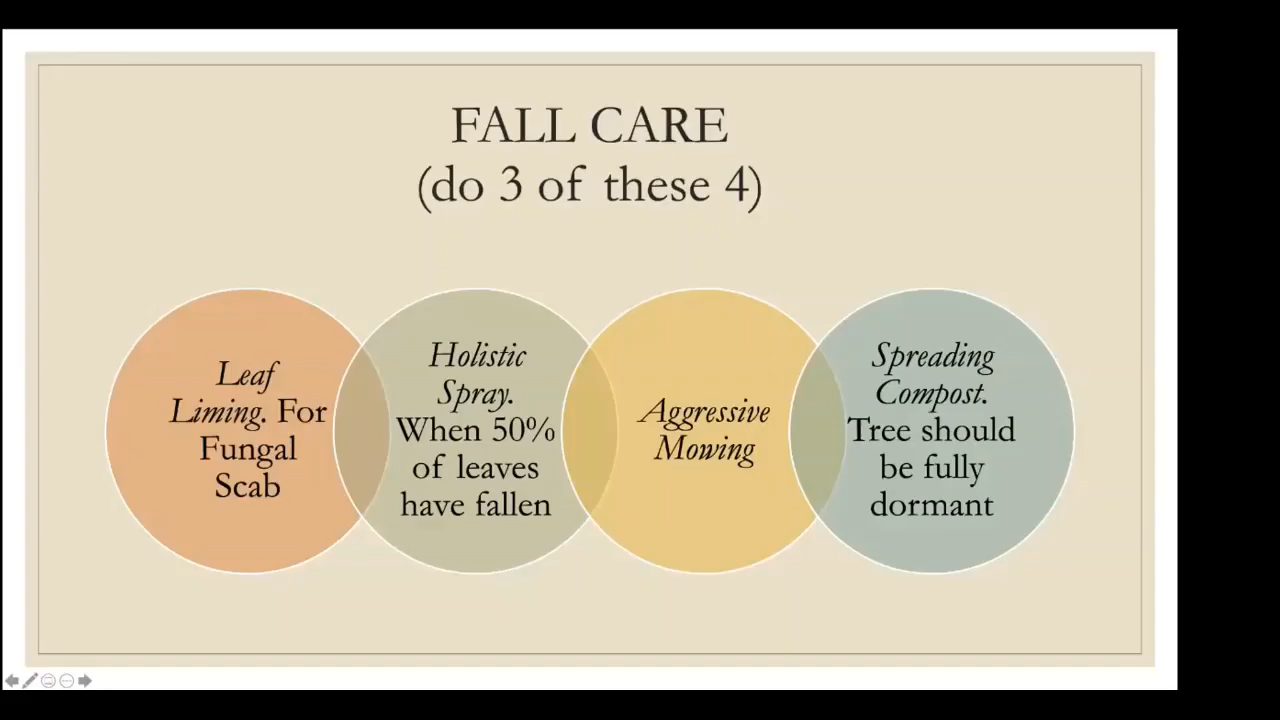 FALL CARE
(do 3 of these 4)
Leaf
Liming. For
Fungal
Scab
Holistic
Spray.
When 50%
of leaves
have fallen
Aggressive
Mowing
Spreading
Compost.
Tree should
be fully
dormant